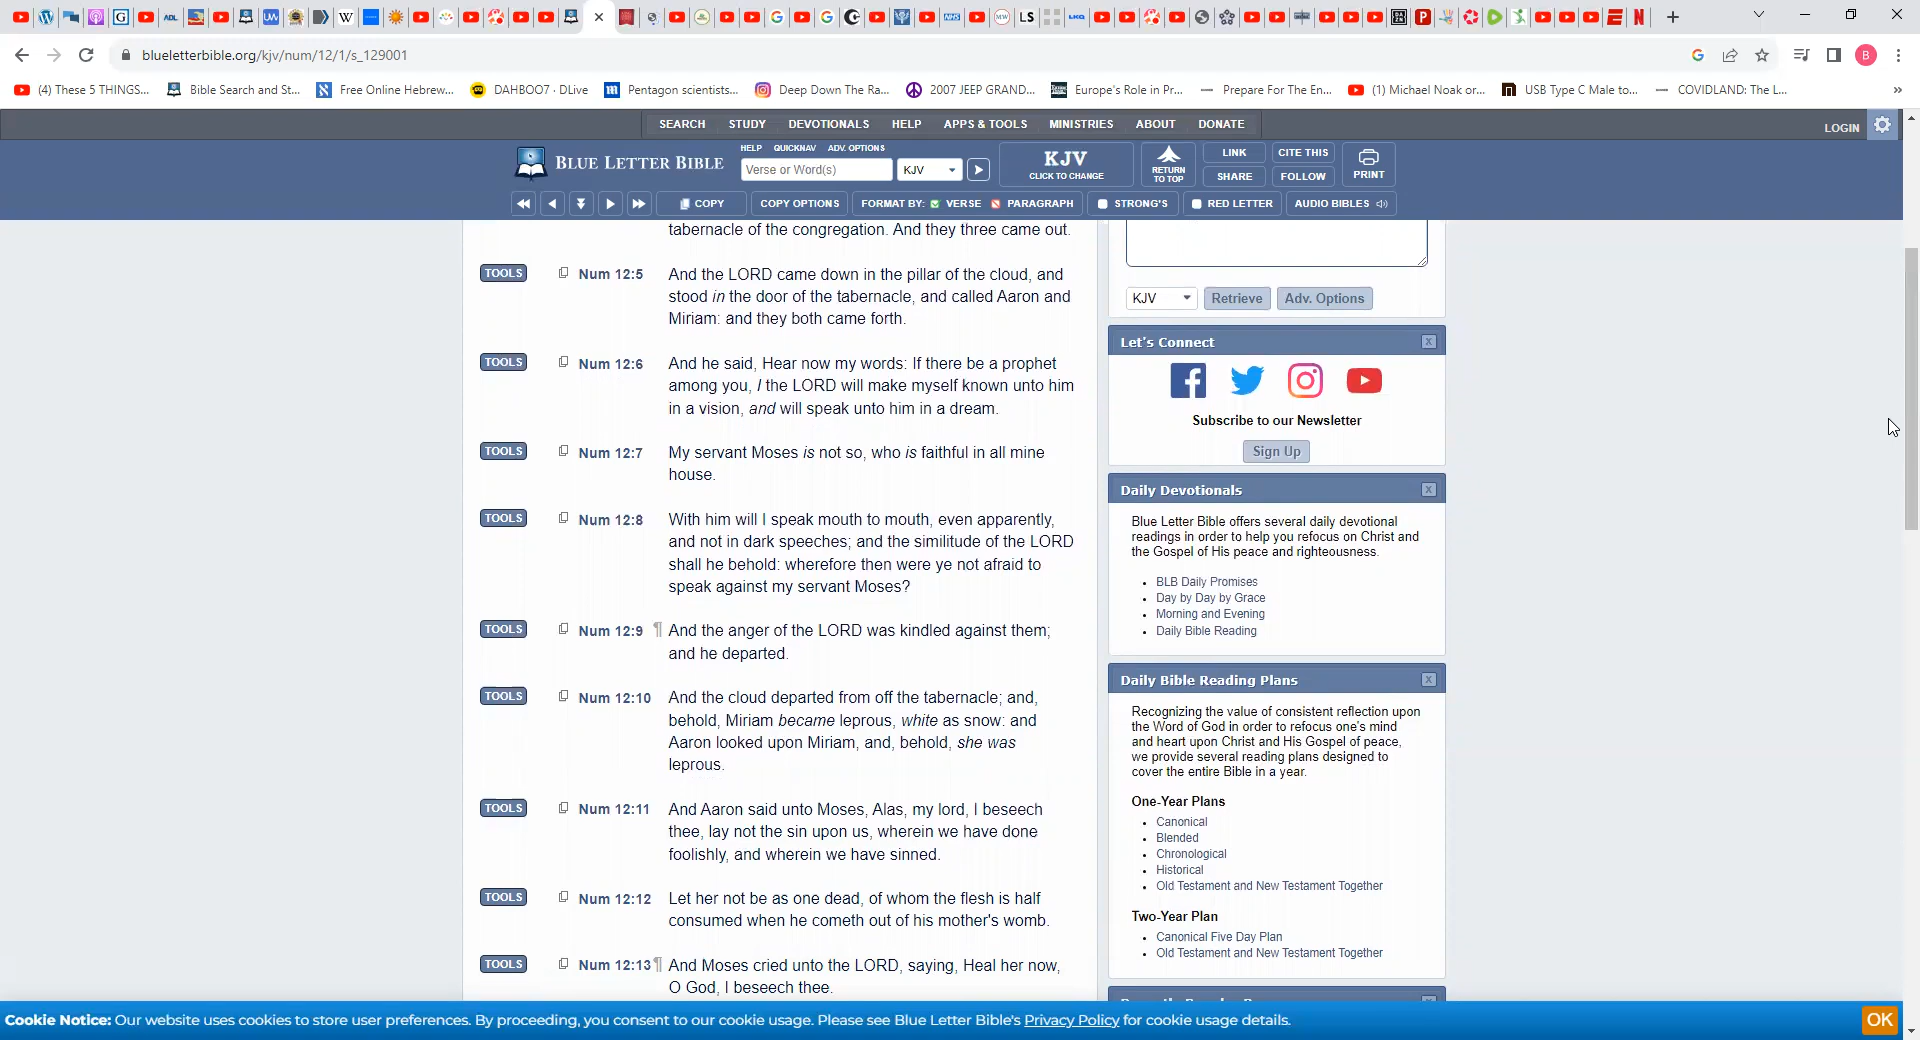 blueletterbible.org/kjv/num/12/1/s_129001
B
(4) These 5 THINGS...
Bible Search and St...
Free Online Hebrew...
DAHBOO7 · DLive
Pentagon scientists...
Deep Down The Ra...
2007 JEEP GRAND...
Europe's Role in Pr...
Prepare For The En...
(1) Michael Noak or...
USB Type C Male to...
COVIDLAND: The L...
SEARCH STUDY DEVOTIONALS HELP APPS & TOOLS MINISTRIES ABOUT DONATE
LOGIN
BLUE LETTER BIBLE
HELP QUICKNAV ADV. OPTIONS
Verse or Word(s)
KJV
KJV
CLICK TO CHANGE
RETURN
TO TOP
LINK
CITE THIS
SHARE
FOLLOW
PRINT
COPY
COPY OPTIONS
FORMAT BY: VERSE PARAGRAPH
STRONG'S
RED LETTER
AUDIO BIBLES
tabernacle of the congregation. And they three came out.
TOOLS Num 12:5 And the LORD came down in the pillar of the cloud, and
stood in the door of the tabernacle, and called Aaron and
Miriam: and they both came forth.
TOOLS Num 12:6 And he said, Hear now my words: If there be a prophet
among you, I the LORD will make myself known unto him
in a vision, and will speak unto him in a dream.
TOOLS Num 12:7 My servant Moses is not so, who is faithful in all mine
house.
TOOLS Num 12:8 With him will I speak mouth to mouth, even apparently,
and not in dark speeches; and the similitude of the LORD
shall he behold: wherefore then were ye not afraid to
speak against my servant Moses?
TOOLS Num 12:9 ¶ And the anger of the LORD was kindled against them;
and he departed.
TOOLS Num 12:10 And the cloud departed from off the tabernacle; and,
behold, Miriam became leprous, white as snow: and
Aaron looked upon Miriam, and, behold, she was
leprous.
TOOLS Num 12:11 And Aaron said unto Moses, Alas, my lord, I beseech
thee, lay not the sin upon us, wherein we have done
foolishly, and wherein we have sinned.
TOOLS Num 12:12 Let her not be as one dead, of whom the flesh is half
consumed when he cometh out of his mother's womb.
TOOLS Num 12:13 ¶ And Moses cried unto the LORD, saying, Heal her now,
O God, I beseech thee.
KJV Retrieve Adv. Options
Let's Connect X
Subscribe to our Newsletter
Sign Up
Daily Devotionals X
Blue Letter Bible offers several daily devotional
readings in order to help you refocus on Christ and
the Gospel of His peace and righteousness.
BLB Daily Promises
Day by Day by Grace
Morning and Evening
Daily Bible Reading
Daily Bible Reading Plans X
Recognizing the value of consistent reflection upon
the Word of God in order to refocus one's mind
and heart upon Christ and His Gospel of peace,
we provide several reading plans designed to
cover the entire Bible in a year.
One-Year Plans
Canonical
Blended
Chronological
Historical
Old Testament and New Testament Together
Two-Year Plan
Canonical Five Day Plan
Old Testament and New Testament Together
Cookie Notice: Our website uses cookies to store user preferences. By proceeding, you consent to our cookie usage. Please see Blue Letter Bible's Privacy Policy for cookie usage details.
OK